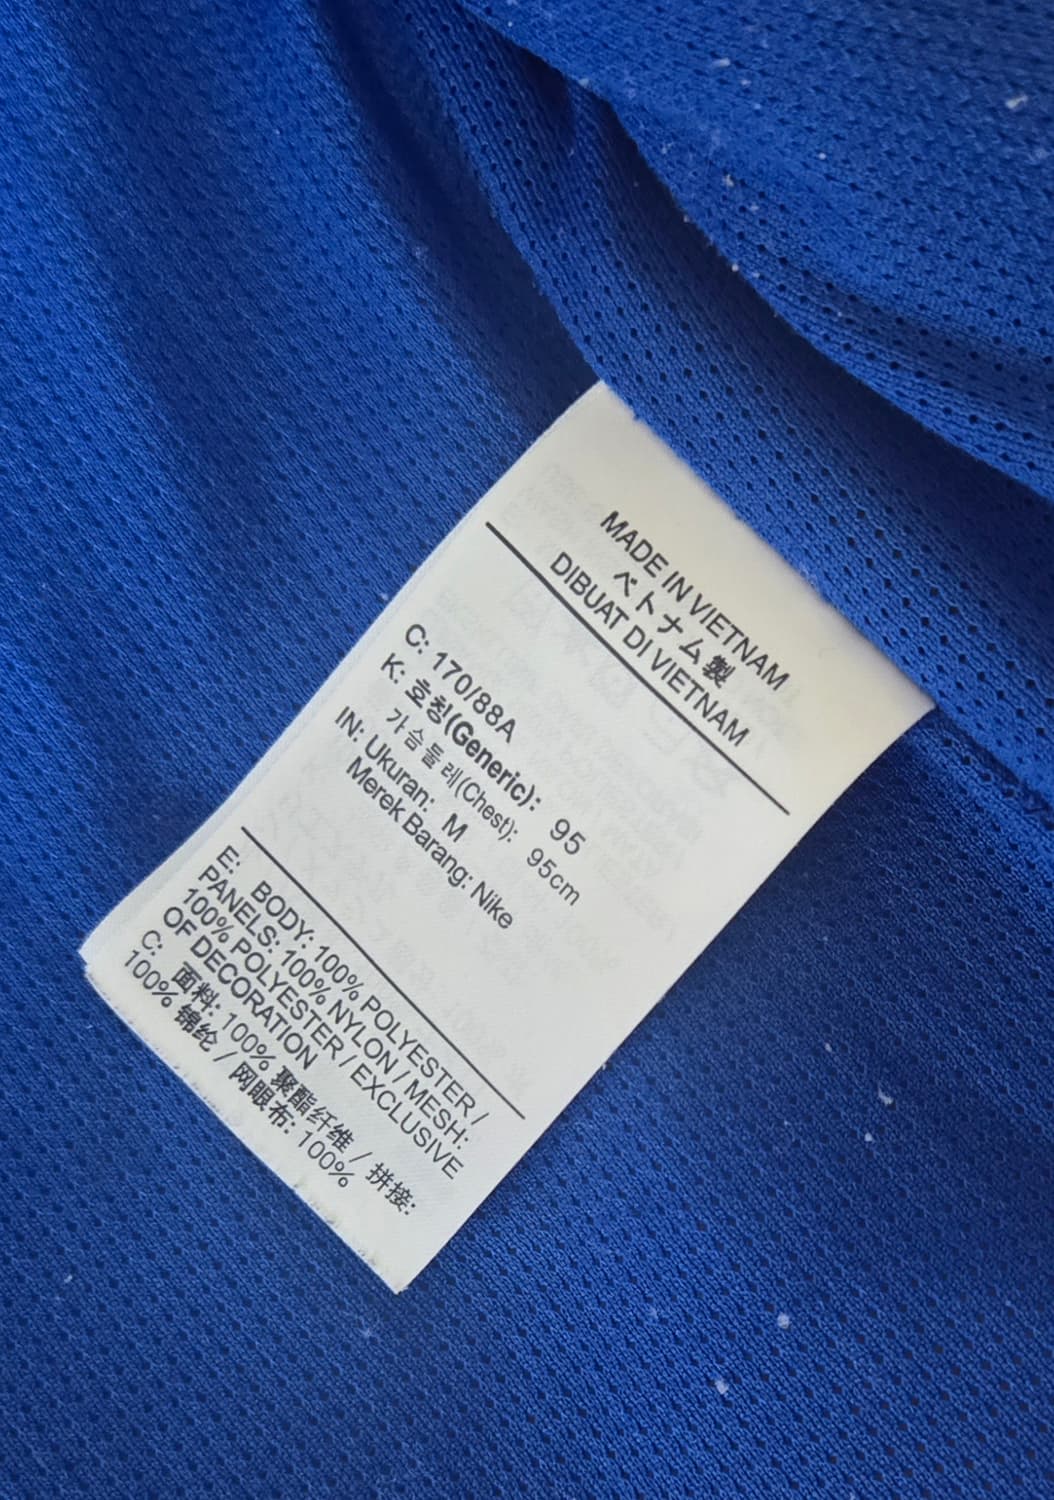 MADE IN VIETNAM
ベトナム製
DIBUAT DI VIETNAM
C: 170/88A
K: 호칭(Generic): 95
가슴둘레(Chest): 95cm
IN: Ukuran: M
Merek Barang: Nike
E: BODY: 100% POLYESTER /
PANELS: 100% NYLON / MESH:
100% POLYESTER / EXCLUSIVE
OF DECORATION
C: 面料: 100% 聚酯纤维 / 拼接:
100% 锦纶 / 网眼布: 100%